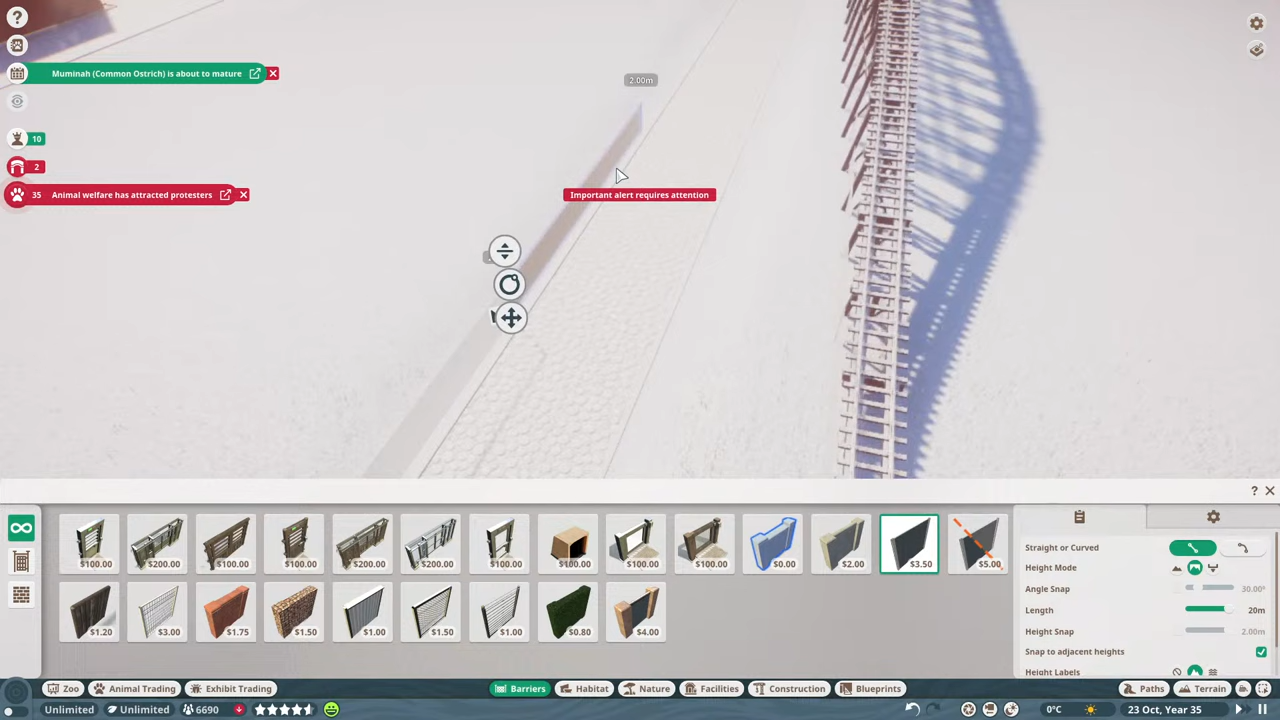 ?
Muminah (Common Ostrich) is about to mature
10
2
35 Animal welfare has attracted protesters
2.00m
Important alert requires attention
?
$100.00 $200.00 $100.00 $100.00 $200.00 $200.00 $100.00 $100.00 $100.00 $100.00 $0.00 $2.00 $3.50 $5.00
$1.20 $3.00 $1.75 $1.50 $1.00 $1.50 $1.00 $0.80 $4.00
Straight or Curved
Height Mode
Angle Snap 30.00°
Length 20m
Height Snap 2.00m
Snap to adjacent heights
Height Labels
Zoo Animal Trading Exhibit Trading Barriers Habitat Nature Facilities Construction Blueprints Paths Terrain
Unlimited Unlimited 6690 0°C 23 Oct, Year 35